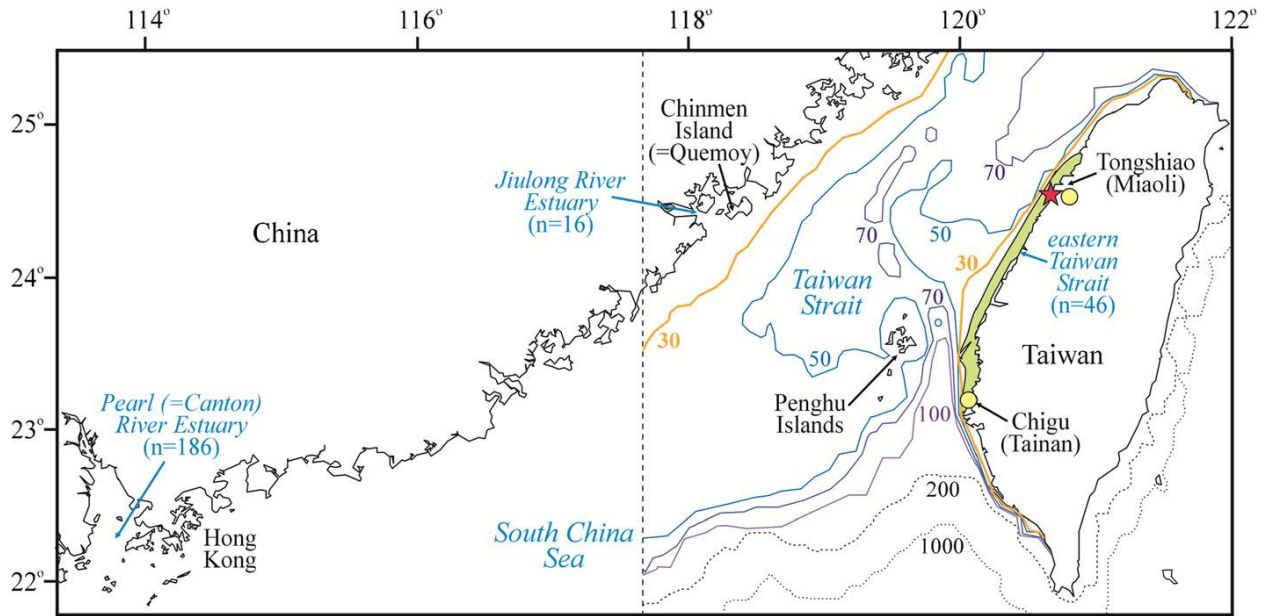 114°
116°
118°
120°
122°
25°
24°
23°
22°
Chinmen
Island
(=Quemoy)
Jiulong River
Estuary
(n=16)
China
Taiwan
Strait
Pearl (=Canton)
River Estuary
(n=186)
Hong
Kong
South China
Sea
Penghu
Islands
Tongshiao
(Miaoli)
eastern
Taiwan
Strait
(n=46)
Taiwan
Chigu
(Tainan)
70
70
50
30
70
30
50
100
200
1000